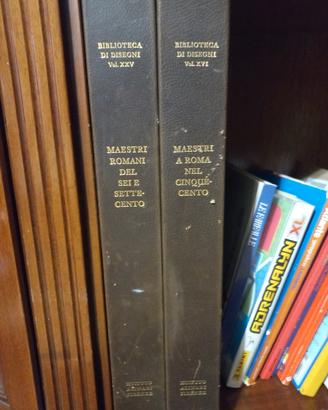 BIBLIOTECA
DI DISEGNI
Vol. XXV
MAESTRI
ROMANI
DEL
SEI E
SETTE-
CENTO
BIBLIOTECA
DI DISEGNI
Vol. XVI
MAESTRI
A ROMA
NEL
CINQUE-
CENTO
ADRENALYN XL
PANINI